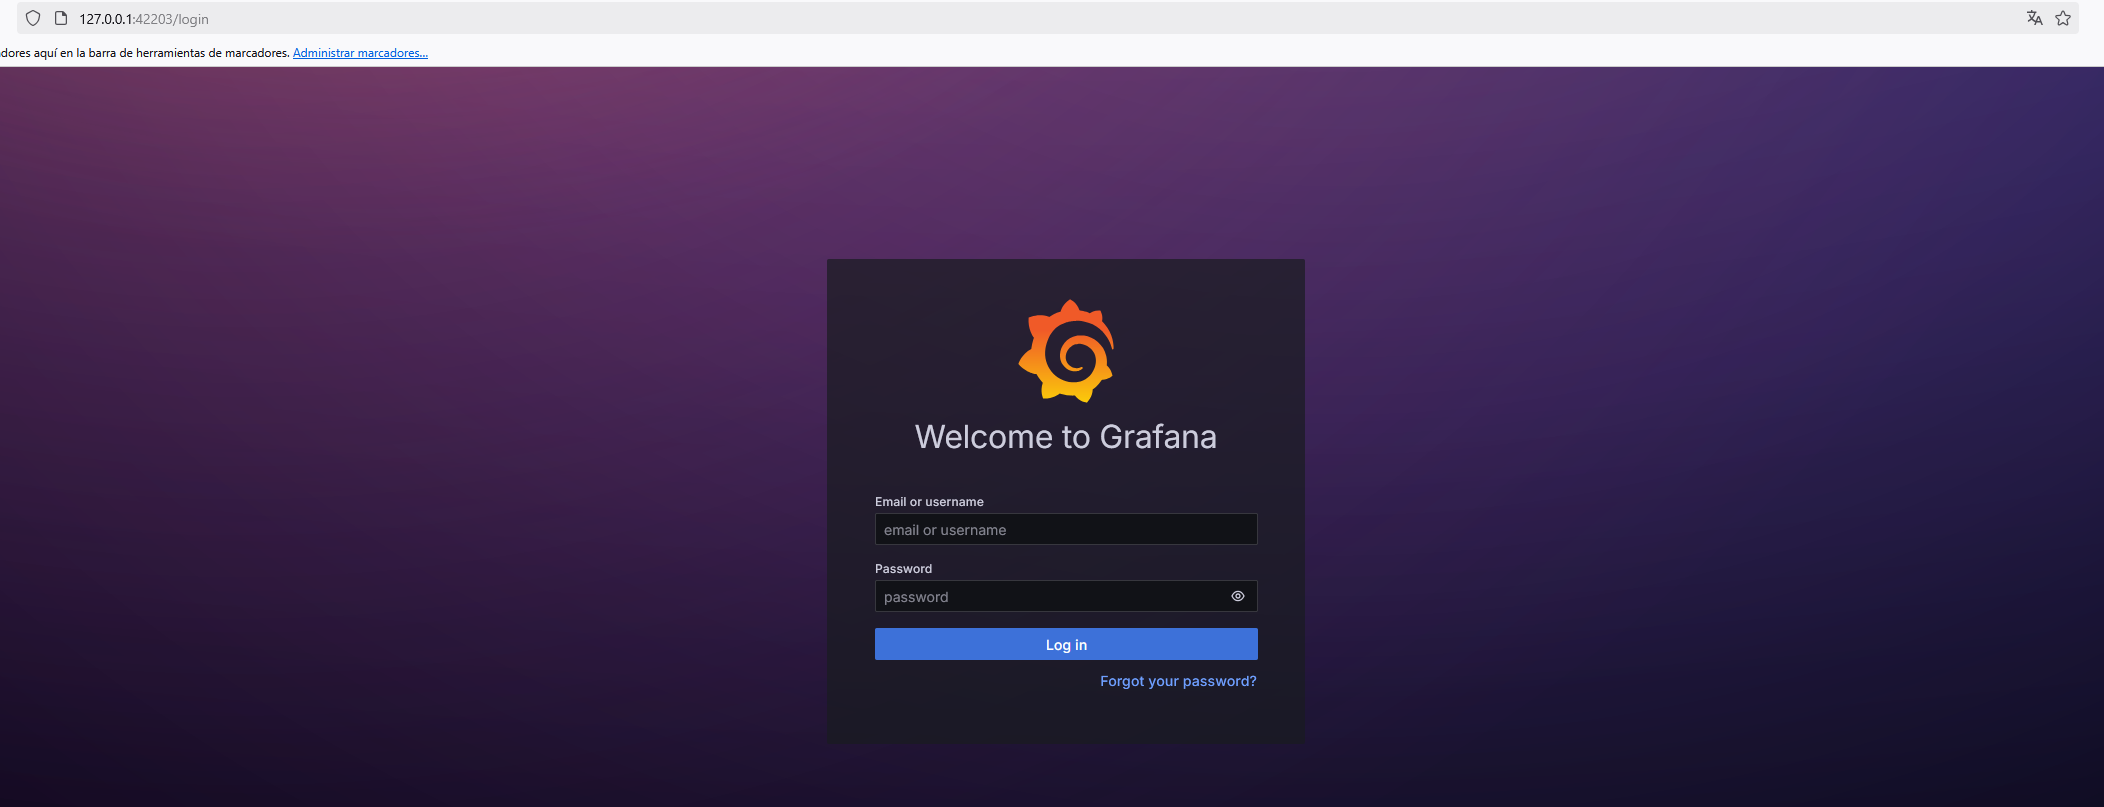 127.0.0.1:42203/login
dores aquí en la barra de herramientas de marcadores. Administrar marcadores...
Welcome to Grafana
Email or username
email or username
Password
password
Log in
Forgot your password?